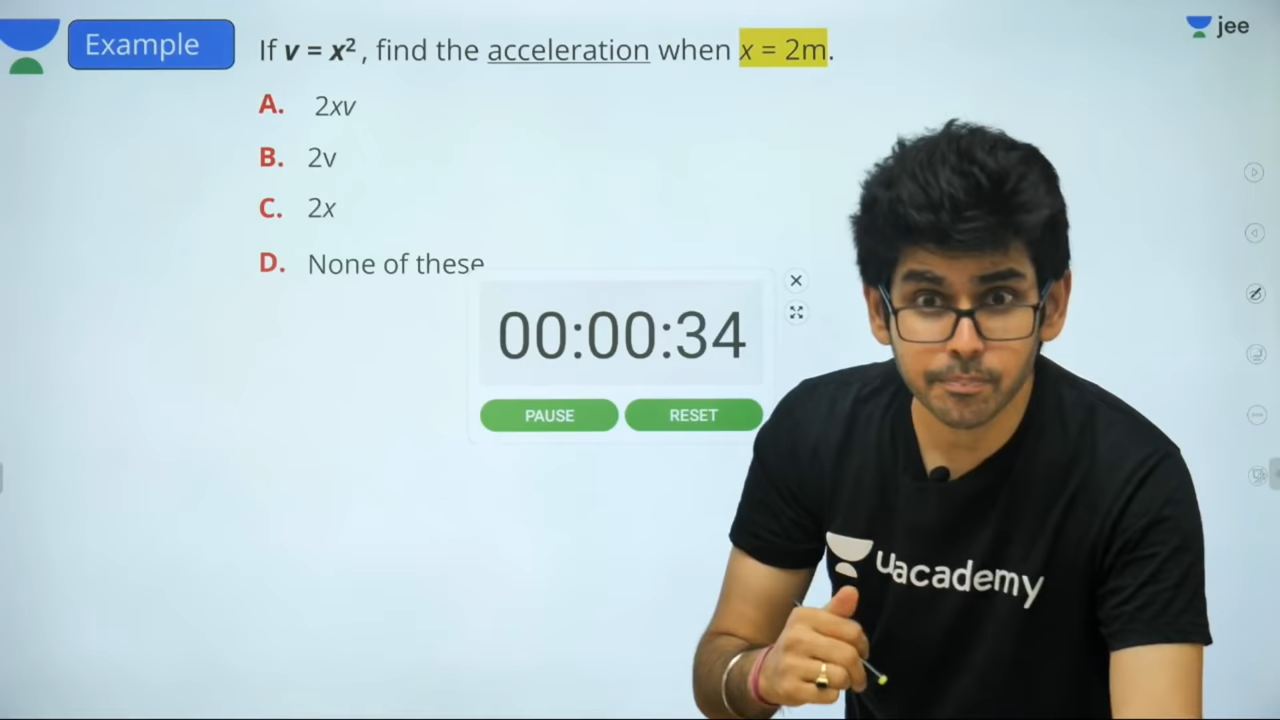 Example
If v = x², find the acceleration when x = 2m.
jee
A. 2xv
B. 2v
C. 2x
D. None of these
00:00:34
PAUSE RESET
unacademy